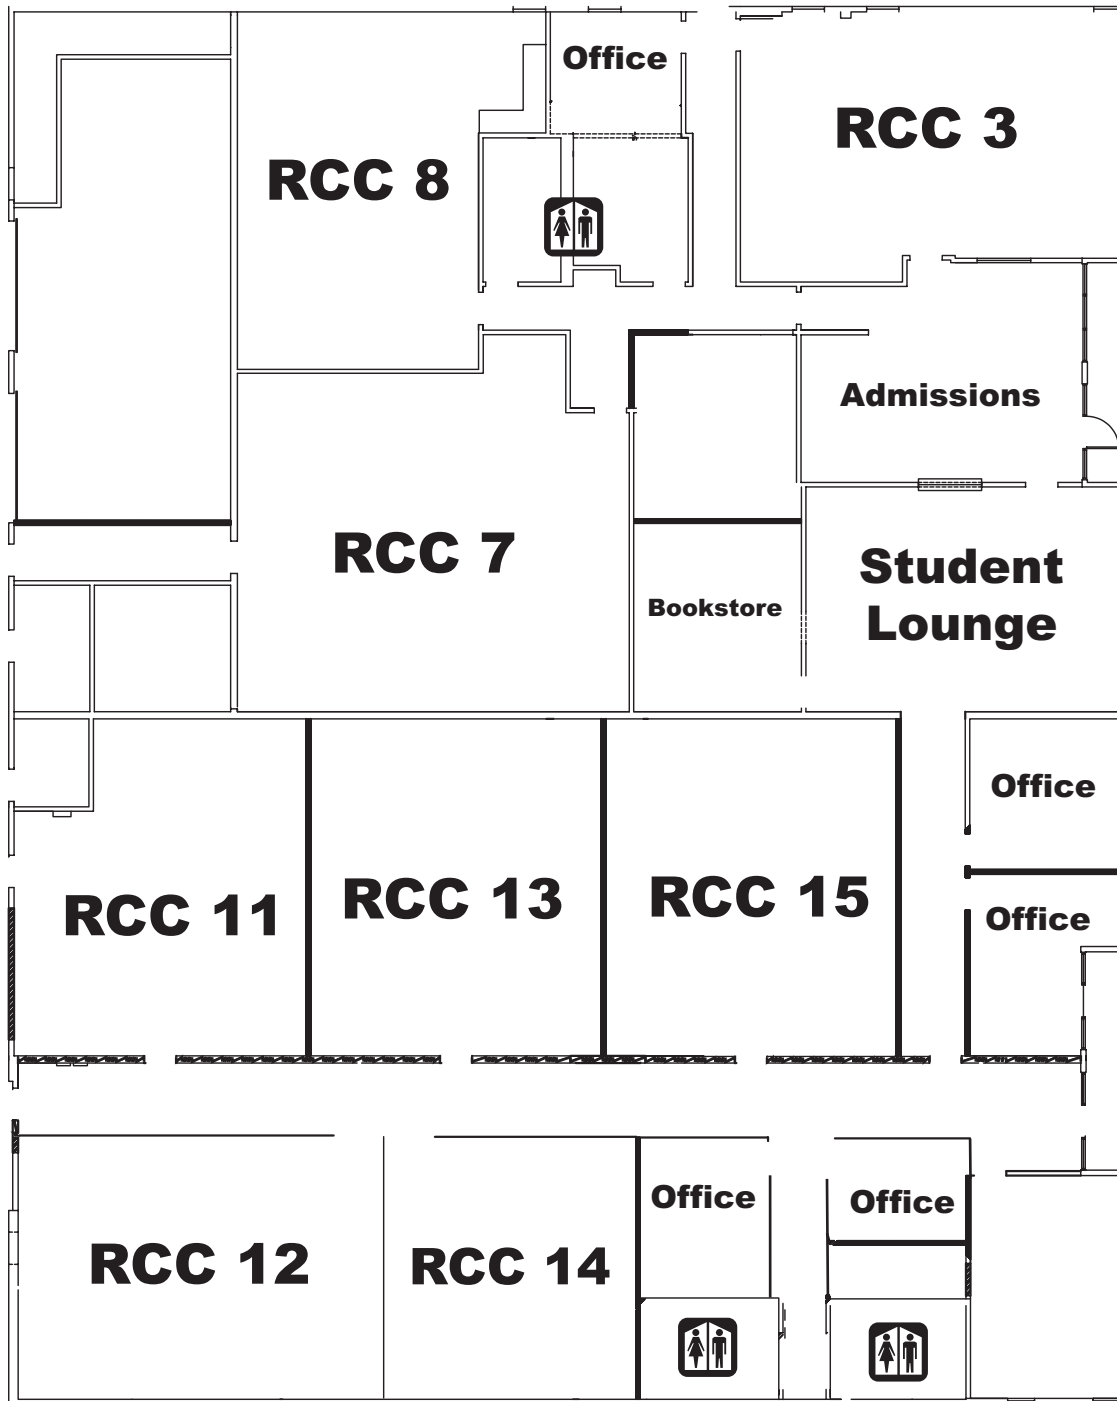 Office
RCC 3
RCC 8
Admissions
RCC 7
Student
Lounge
Bookstore
Office
RCC 11
RCC 13
RCC 15
Office
Office
Office
RCC 12
RCC 14